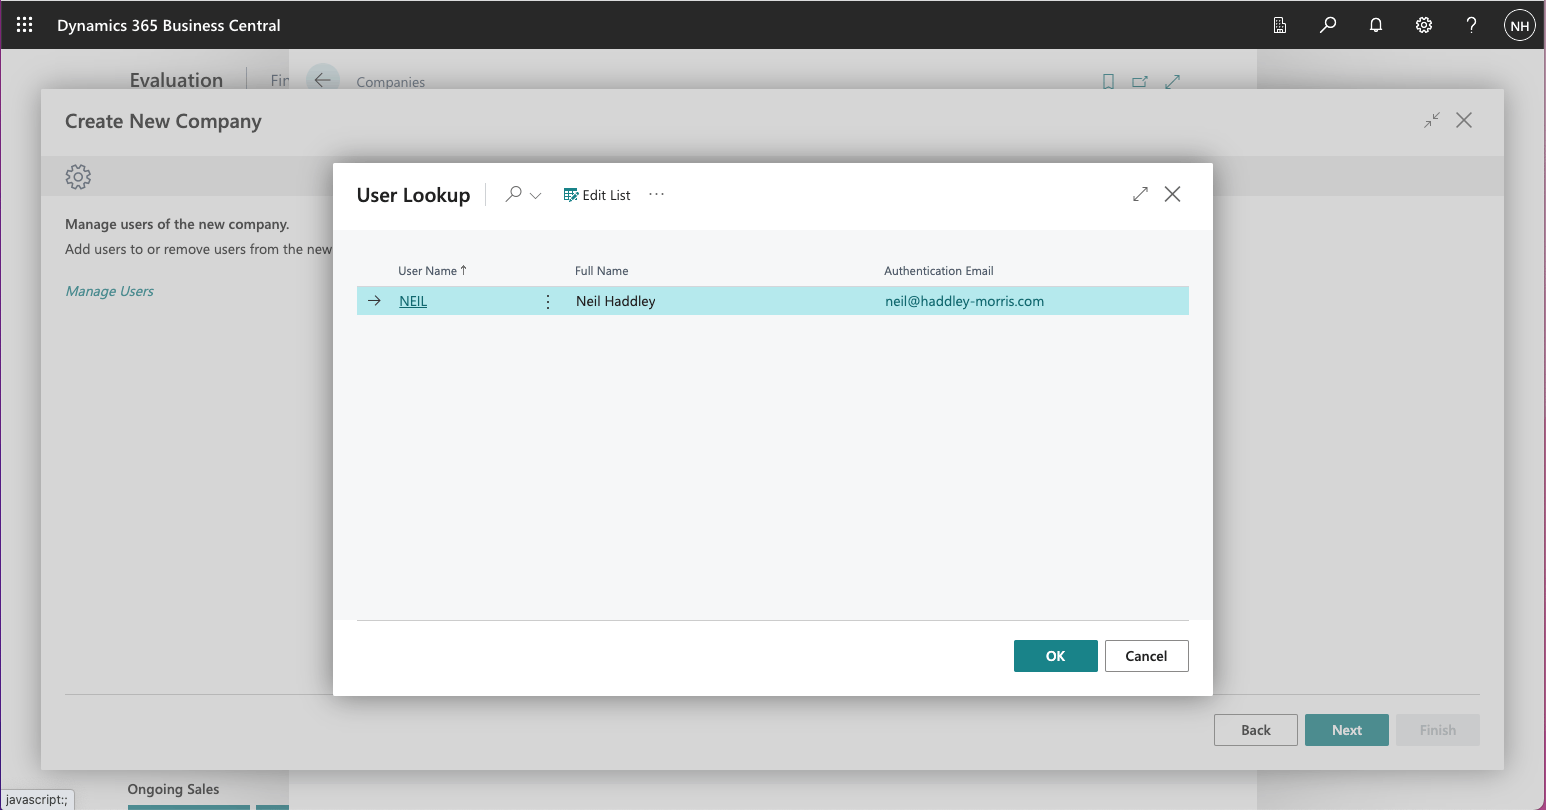 Dynamics 365 Business Central
NH
Evaluation
Fin
Companies
Create New Company
Manage users of the new company.
Add users to or remove users from the new
Manage Users
User Lookup
Edit List
User Name ↑
Full Name
Authentication Email
NEIL
Neil Haddley
neil@haddley-morris.com
OK
Cancel
Back
Next
Finish
Ongoing Sales
javascript:;